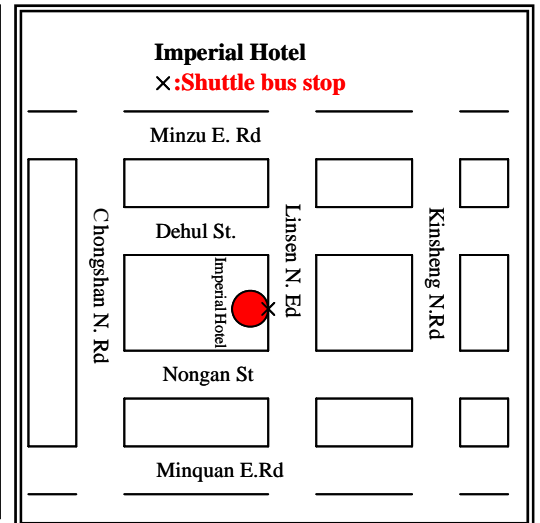 Imperial Hotel
×:Shuttle bus stop
Minzu E. Rd
Chongshan N. Rd
Dehul St.
Linsen N. Ed
Kinsheng N.Rd
Imperial Hotel
Nongan St
Minquan E.Rd